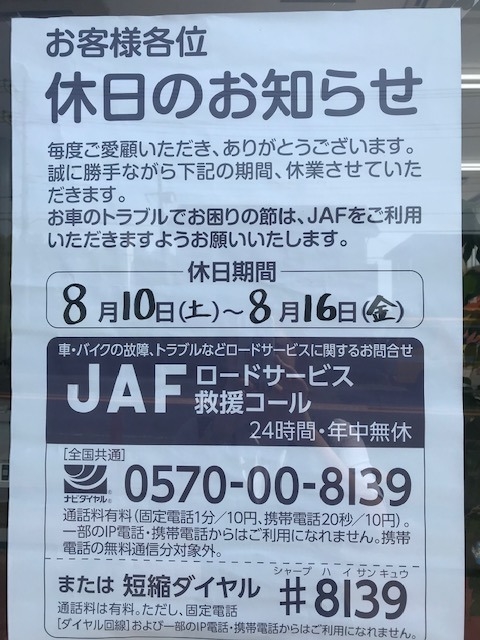 お客様各位
休日のお知らせ
毎度ご愛顧いただき、ありがとうございます。
誠に勝手ながら下記の期間、休業させていた
だきます。
お車のトラブルでお困りの節は、JAFをご利用
いただきますようお願いいたします。
休日期間
8月10日(土)～8月16日(金)
車・バイクの故障、トラブルなどロードサービスに関するお問合せ
JAF ロードサービス
救援コール
24時間・年中無休
[全国共通]
ナビダイヤル® 0570-00-8139
通話料有料(固定電話1分/10円、携帯電話20秒/10円)。
一部のIP電話・携帯電話からはご利用になれません。携帯
電話の無料通信分対象外。
シャープ ハイ サンキュウ
または 短縮ダイヤル #8139
通話料は有料。ただし、固定電話
[ダイヤル回線]および一部のIP電話・携帯電話からはご利用になれません。